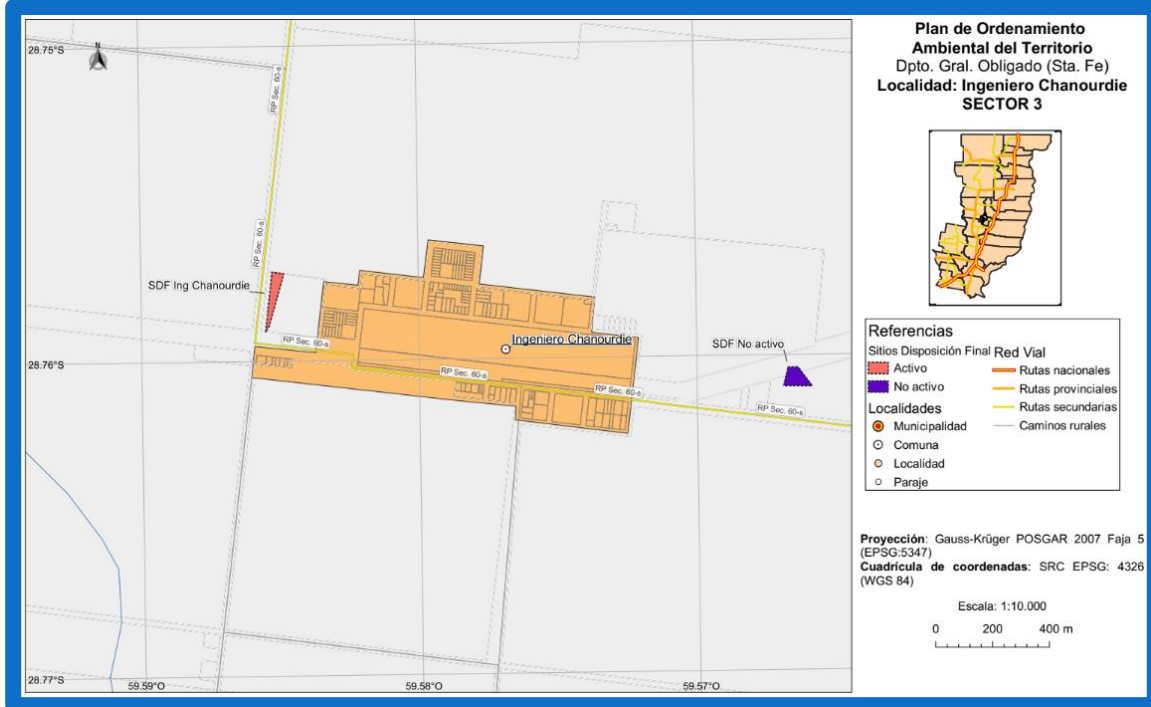 Plan de Ordenamiento
Ambiental del Territorio
Dpto. Gral. Obligado (Sta. Fe)
Localidad: Ingeniero Chanourdie
SECTOR 3
28.75°S
N
RP Sec. 60-s
RP Sec. 60-s
SDF Ing Chanourdie
Ingeniero Chanourdie
RP Sec. 60-s
SDF No activo
28.76°S
RP Sec. 60-s
RP Sec. 60-s
RP Sec. 60-s
28.77°S
59.59°O
59.58°O
59.57°O
Referencias
Sitios Disposición Final
Activo
No activo
Localidades
Municipalidad
Comuna
Localidad
Paraje
Red Vial
Rutas nacionales
Rutas provinciales
Rutas secundarias
Caminos rurales
Proyección: Gauss-Krüger POSGAR 2007 Faja 5
(EPSG:5347)
Cuadrícula de coordenadas: SRC EPSG: 4326
(WGS 84)
Escala: 1:10.000
0 200 400 m